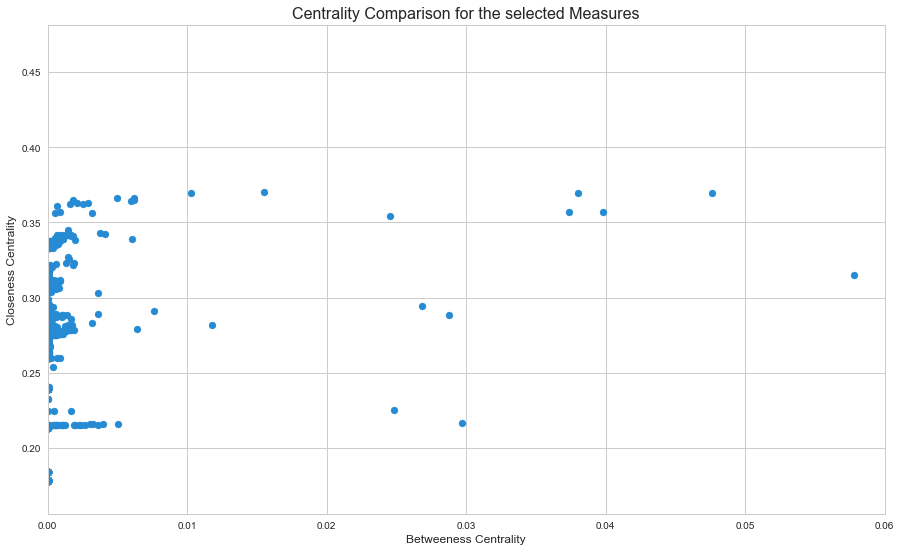 Centrality Comparison for the selected Measures
Closeness Centrality
0.45
0.40
0.35
0.30
0.25
0.20
0.00 0.01 0.02 0.03 0.04 0.05 0.06
Betweeness Centrality